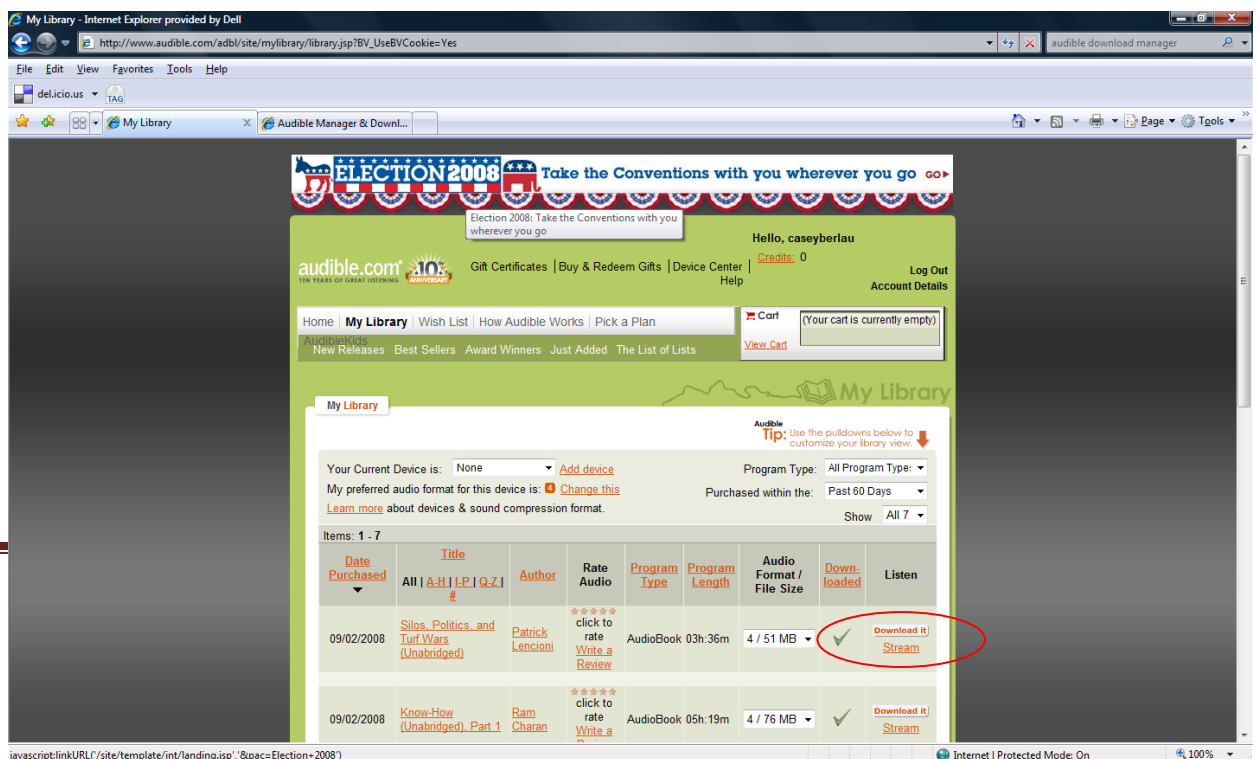 My Library - Internet Explorer provided by Dell
http://www.audible.com/adbl/site/mylibrary/library.jsp?BV_UseBVCookie=Yes
audible download manager
File Edit View Favorites Tools Help
del.icio.us TAG
My Library x Audible Manager & Downl...
Page Tools »
ELECTION 2008 Take the Conventions with you wherever you go GO
Election 2008: Take the Conventions with you
wherever you go
Hello, caseyberlau
Credits: 0
audible.com
TEN YEARS OF GREAT LISTENING
10
ANNIVERSARY
Gift Certificates | Buy & Redeem Gifts | Device Center |
Help
Log Out
Account Details
Home | My Library | Wish List | How Audible Works | Pick a Plan
AudibleKids
New Releases Best Sellers Award Winners Just Added The List of Lists
Cart
(Your cart is currently empty)
View Cart
My Library
My Library
Audible
Tip: Use the pulldowns below to
customize your library view.
Your Current Device is: None Add device
Program Type: All Program Type:
My preferred audio format for this device is: 4 Change this
Purchased within the: Past 60 Days
Learn more about devices & sound compression format.
Show All 7
Items: 1 - 7
Date
Purchased
Title
All | A-H | I-P | Q-Z |
#
Author
Rate
Audio
Program
Type
Program
Length
Audio
Format /
File Size
Down-
loaded
Listen
09/02/2008
Silos, Politics, and
Turf Wars
(Unabridged)
Patrick
Lencioni
click to
rate
Write a
Review
AudioBook
03h:36m
4 / 51 MB
Download it
Stream
09/02/2008
Know-How
(Unabridged), Part 1
Ram
Charan
click to
rate
Write a
AudioBook
05h:19m
4 / 76 MB
Download it
Stream
javascript:linkURL('/site/template/int/landing.jsp','&pac=Election+2008')
Internet | Protected Mode: On
100%